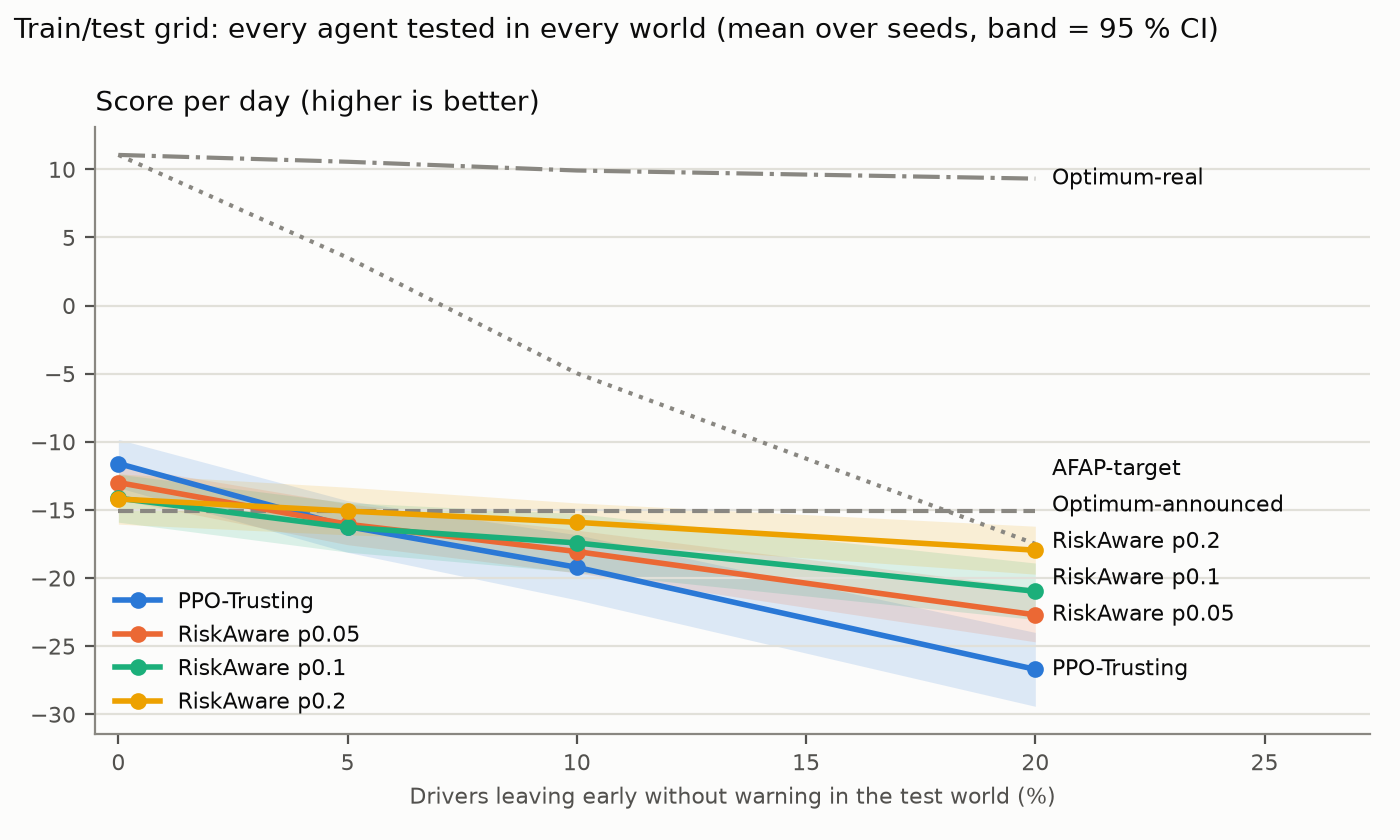 Train/test grid: every agent tested in every world (mean over seeds, band = 95 % CI)
Score per day (higher is better)
10
5
0
−5
−10
−15
−20
−25
−30
Optimum-real
AFAP-target
Optimum-announced
RiskAware p0.2
RiskAware p0.1
RiskAware p0.05
PPO-Trusting
PPO-Trusting
RiskAware p0.05
RiskAware p0.1
RiskAware p0.2
0 5 10 15 20 25
Drivers leaving early without warning in the test world (%)